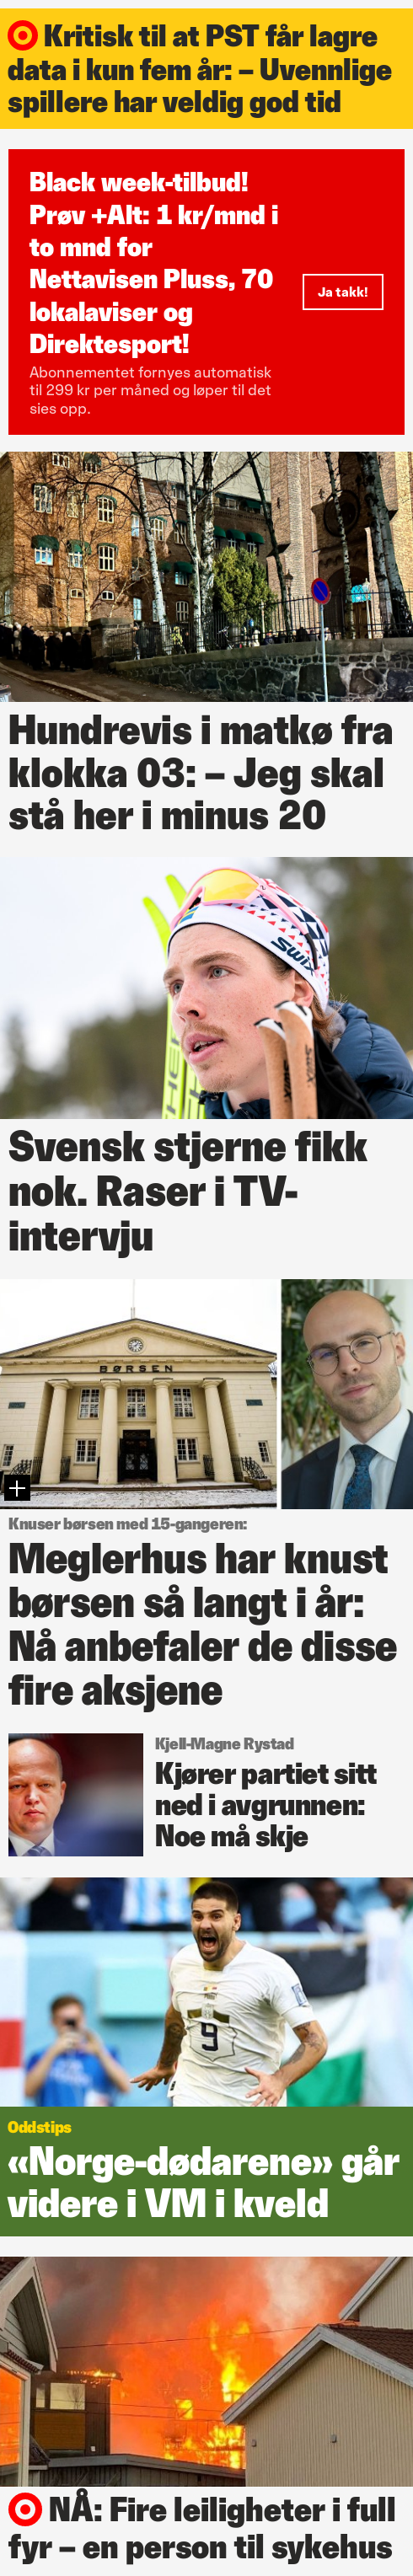 Kritisk til at PST får lagre
data i kun fem år: – Uvennlige
spillere har veldig god tid
Black week-tilbud!
Prøv +Alt: 1 kr/mnd i
to mnd for
Nettavisen Pluss, 70
lokalaviser og
Direktesport!
Ja takk!
Abonnementet fornyes automatisk
til 299 kr per måned og løper til det
sies opp.
Hundrevis i matkø fra
klokka 03: – Jeg skal
stå her i minus 20
Swix
Svensk stjerne fikk
nok. Raser i TV-
intervju
BØRSEN
Knuser børsen med 15-gangeren:
Meglerhus har knust
børsen så langt i år:
Nå anbefaler de disse
fire aksjene
Kjell-Magne Rystad
Kjører partiet sitt
ned i avgrunnen:
Noe må skje
9
Oddstips
«Norge-dødarene» går
videre i VM i kveld
NÅ: Fire leiligheter i full
fyr – en person til sykehus